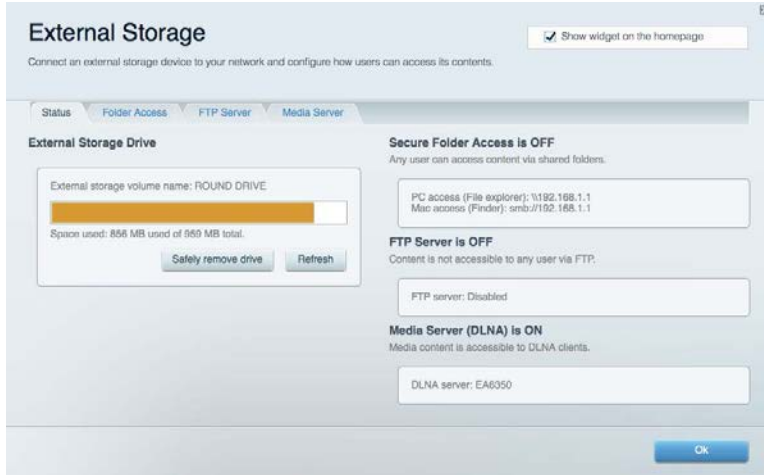 External Storage
Show widget on the homepage
Connect an external storage device to your network and configure how users can access its contents.
Status
Folder Access
FTP Server
Media Server
External Storage Drive
External storage volume name: ROUND DRIVE
Space used: 856 MB used of 959 MB total.
Safely remove drive
Refresh
Secure Folder Access is OFF
Any user can access content via shared folders.
PC access (File explorer): \\192.168.1.1
Mac access (Finder): smb://192.168.1.1
FTP Server is OFF
Content is not accessible to any user via FTP.
FTP server: Disabled
Media Server (DLNA) is ON
Media content is accessible to DLNA clients.
DLNA server: EA6350
Ok